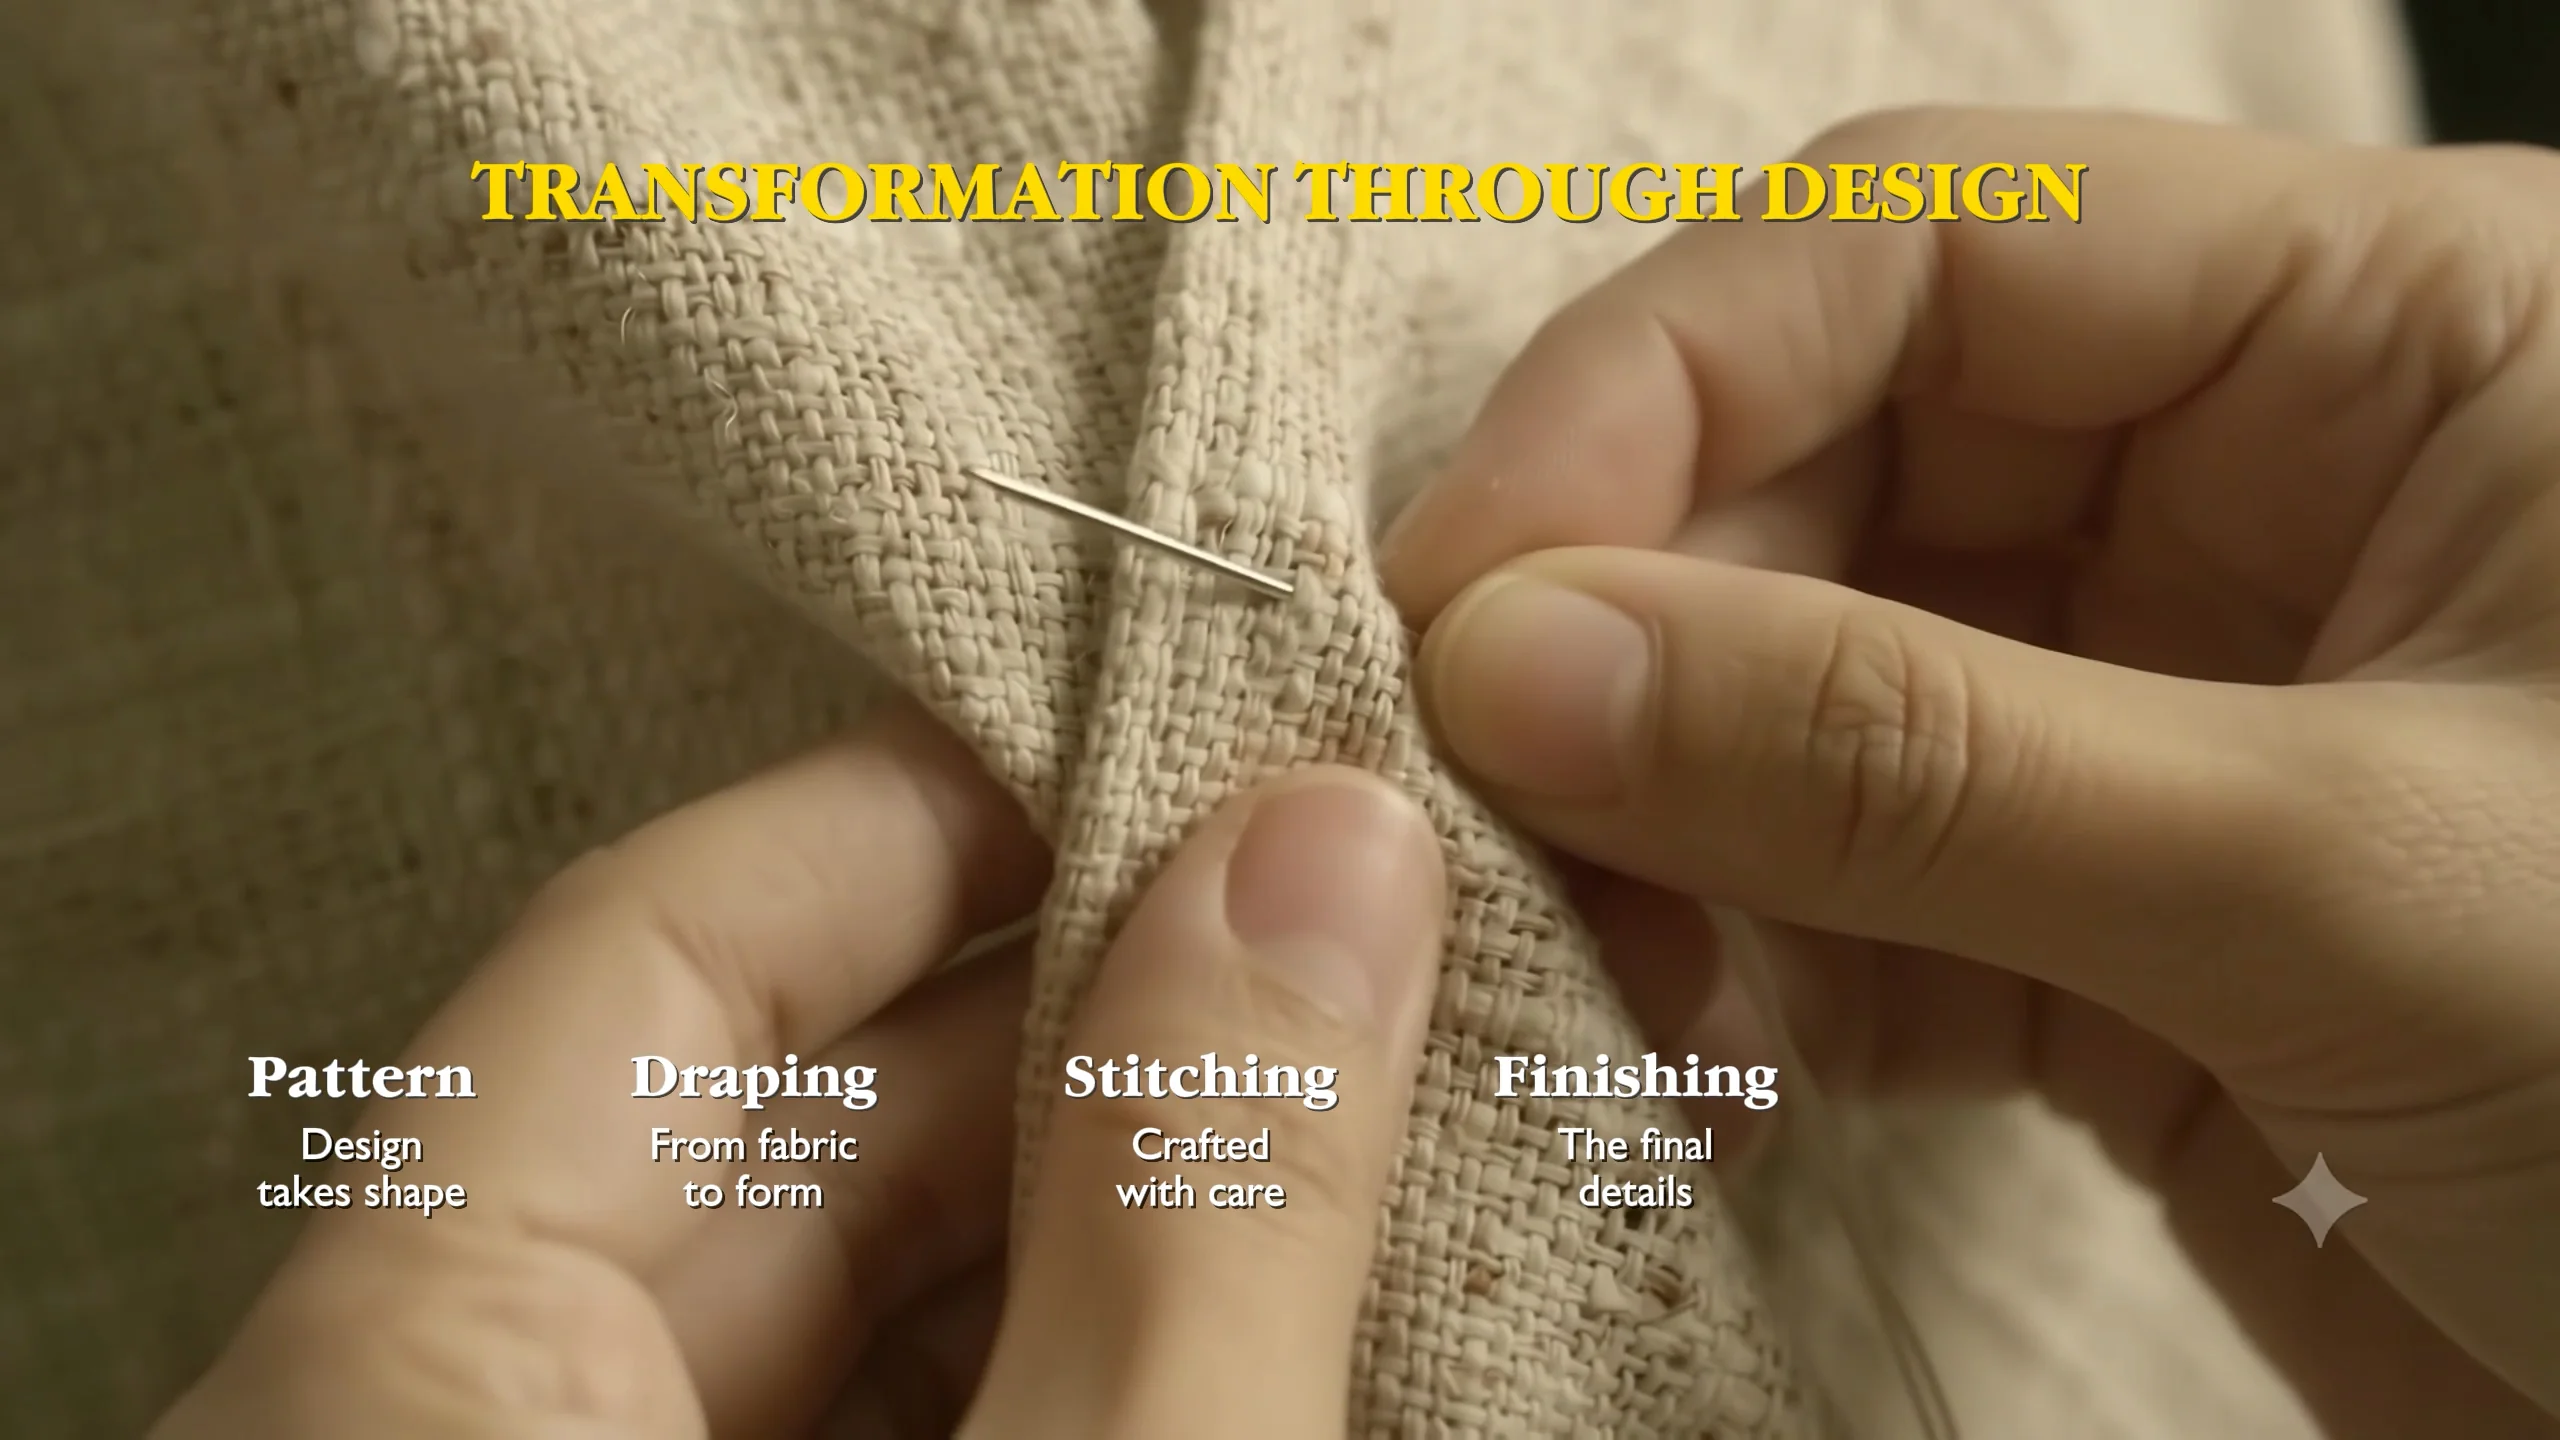 TRANSFORMATION THROUGH DESIGN
Pattern
Design
takes shape
Draping
From fabric
to form
Stitching
Crafted
with care
Finishing
The final
details